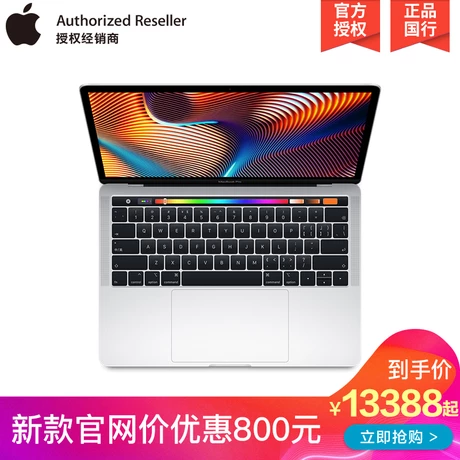 Authorized Reseller
授权经销商
官方
授权
正品
国行
到手价
¥13388起
新款官网价优惠800元
立即抢购 >